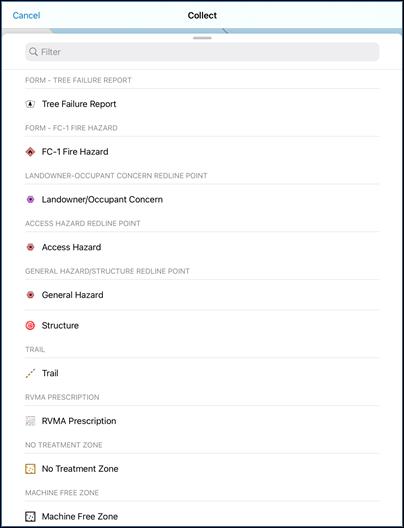 Cancel
Collect
Filter
FORM - TREE FAILURE REPORT
Tree Failure Report
FORM - FC-1 FIRE HAZARD
FC-1 Fire Hazard
LANDOWNER-OCCUPANT CONCERN REDLINE POINT
Landowner/Occupant Concern
ACCESS HAZARD REDLINE POINT
Access Hazard
GENERAL HAZARD/STRUCTURE REDLINE POINT
General Hazard
Structure
TRAIL
Trail
RVMA PRESCRIPTION
RVMA Prescription
NO TREATMENT ZONE
No Treatment Zone
MACHINE FREE ZONE
Machine Free Zone